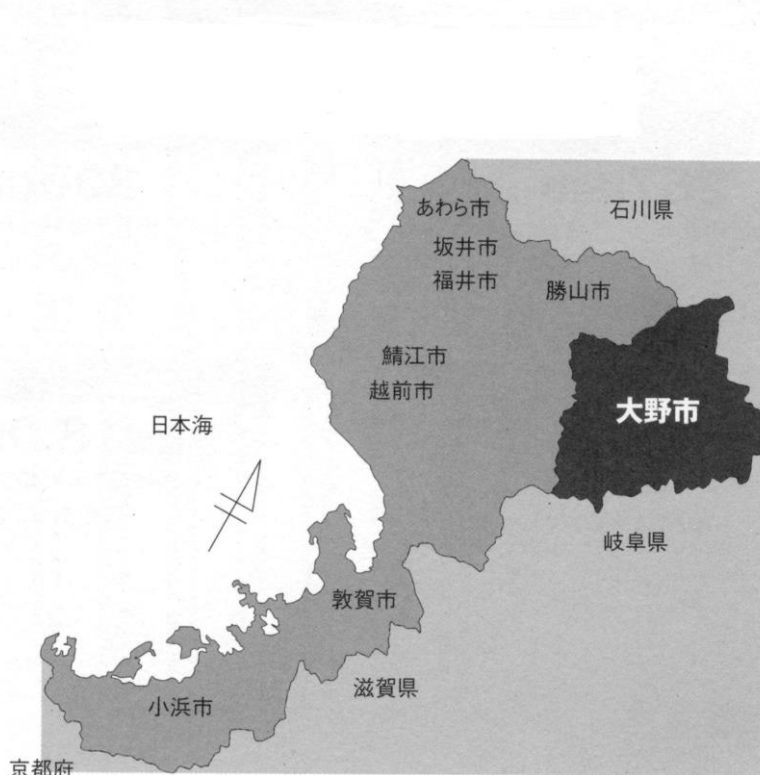 あわら市
石川県
坂井市
福井市
勝山市
鯖江市
越前市
大野市
日本海
岐阜県
敦賀市
滋賀県
小浜市
京都府